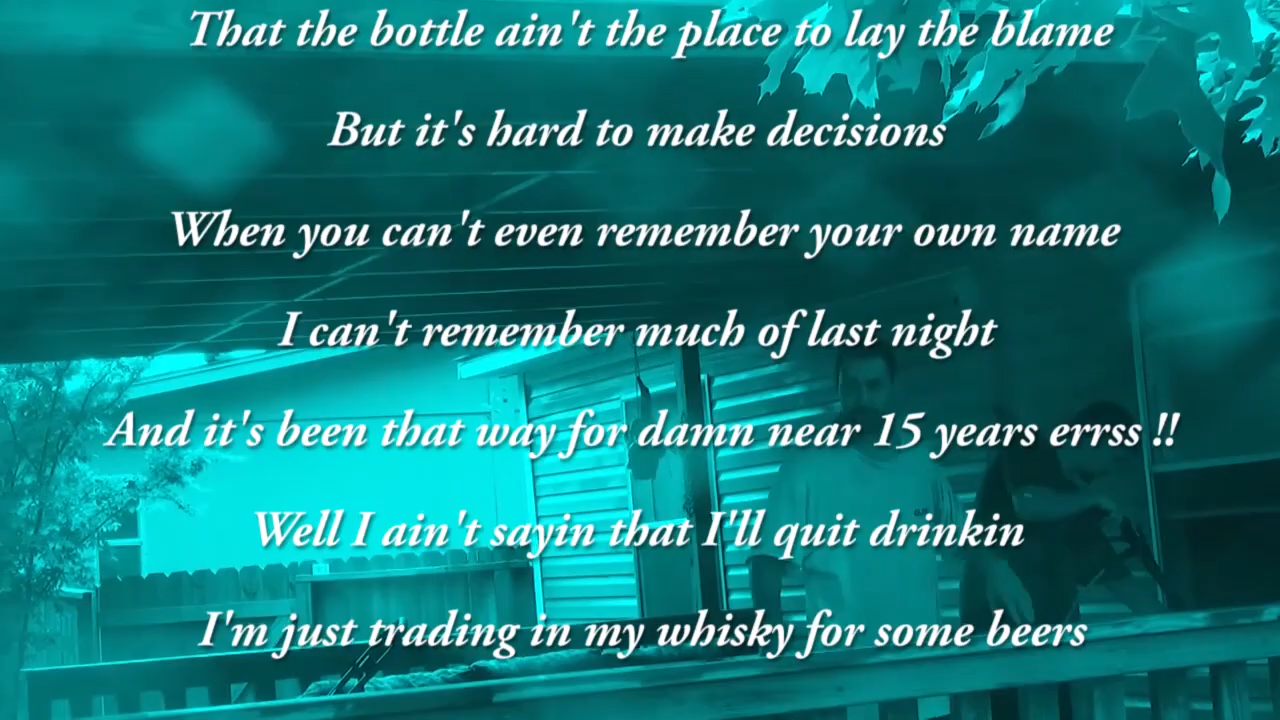 That the bottle ain't the place to lay the blame
But it's hard to make decisions
When you can't even remember your own name
I can't remember much of last night
And it's been that way for damn near 15 years errss !!
Well I ain't sayin that I'll quit drinkin
I'm just trading in my whisky for some beers